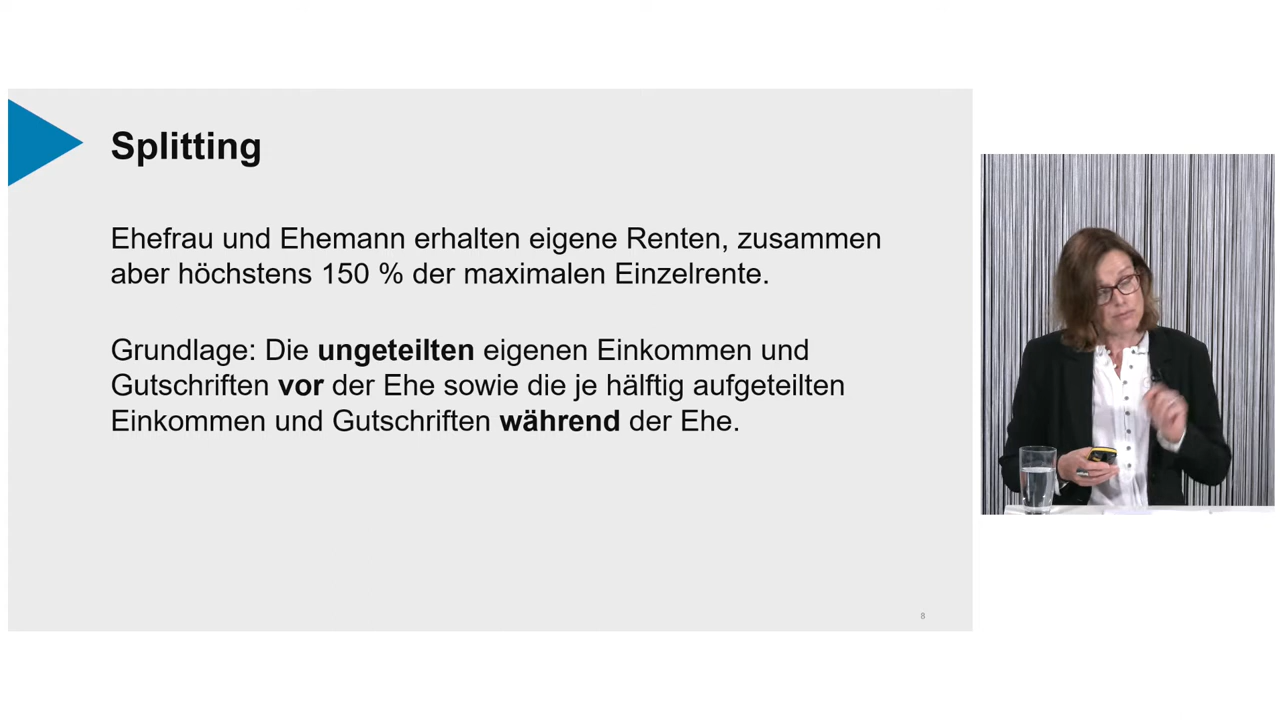 Splitting
Ehefrau und Ehemann erhalten eigene Renten, zusammen
aber höchstens 150 % der maximalen Einzelrente.
Grundlage: Die ungeteilten eigenen Einkommen und
Gutschriften vor der Ehe sowie die je hälftig aufgeteilten
Einkommen und Gutschriften während der Ehe.
8